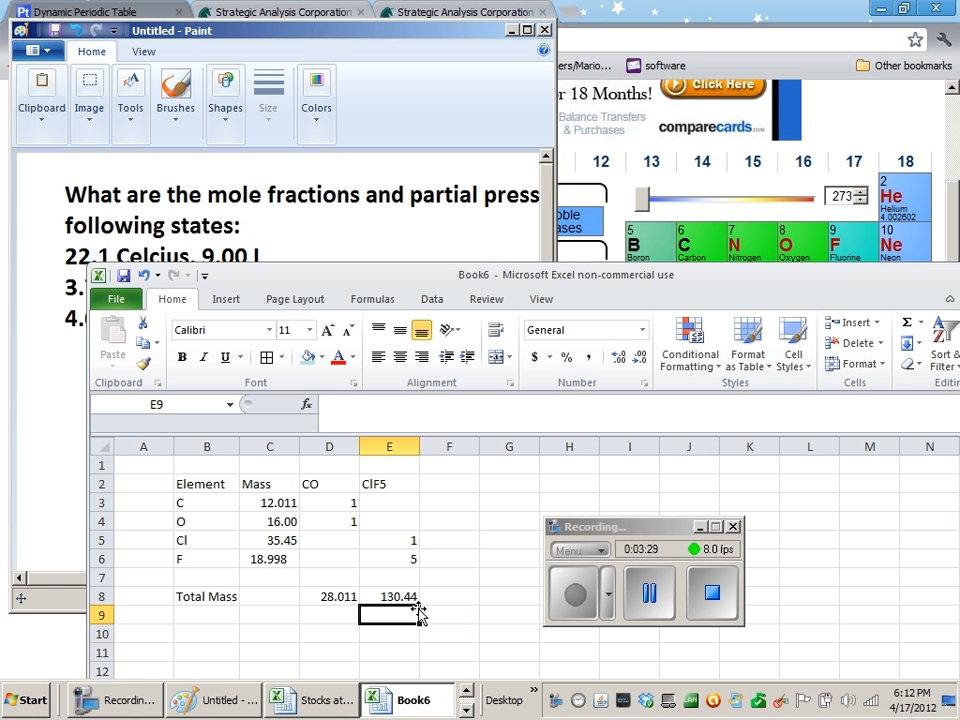 Dynamic Periodic Table
Strategic Analysis Corporation
Strategic Analysis Corporation
Untitled - Paint
Home View
Clipboard Image Tools Brushes Shapes Size Colors
software
Other bookmarks
or 18 Months!
Click Here
Balance Transfers
& Purchases
comparecards.com
12 13 14 15 16 17 18
273
2
He
Helium
4.002602
5 B Boron
6 C Carbon
7 N Nitrogen
8 O Oxygen
9 F Fluorine
10 Ne Neon
What are the mole fractions and partial press
following states:
22.1 Celcius, 9.00 L
3.
4.
Book6 - Microsoft Excel non-commercial use
File Home Insert Page Layout Formulas Data Review View
Paste
Calibri 11
B I U
General
$ % ,
Conditional Formatting
Format as Table
Cell Styles
Insert
Delete
Format
Sort &
Filter
Clipboard Font Alignment Number Styles Cells
E9 fx
A B C D E F G H I J K L M N
1
2 Element Mass CO ClF5
3 C 12.011 1
4 O 16.00 1
5 Cl 35.45 1
6 F 18.998 5
7
8 Total Mass 28.011 130.44
9
10
11
12
Recording...
Menu 0:03:29 8.0 fps
Start Recordin... Untitled - ... Stocks at... Book6 Desktop
6:12 PM
4/17/2012